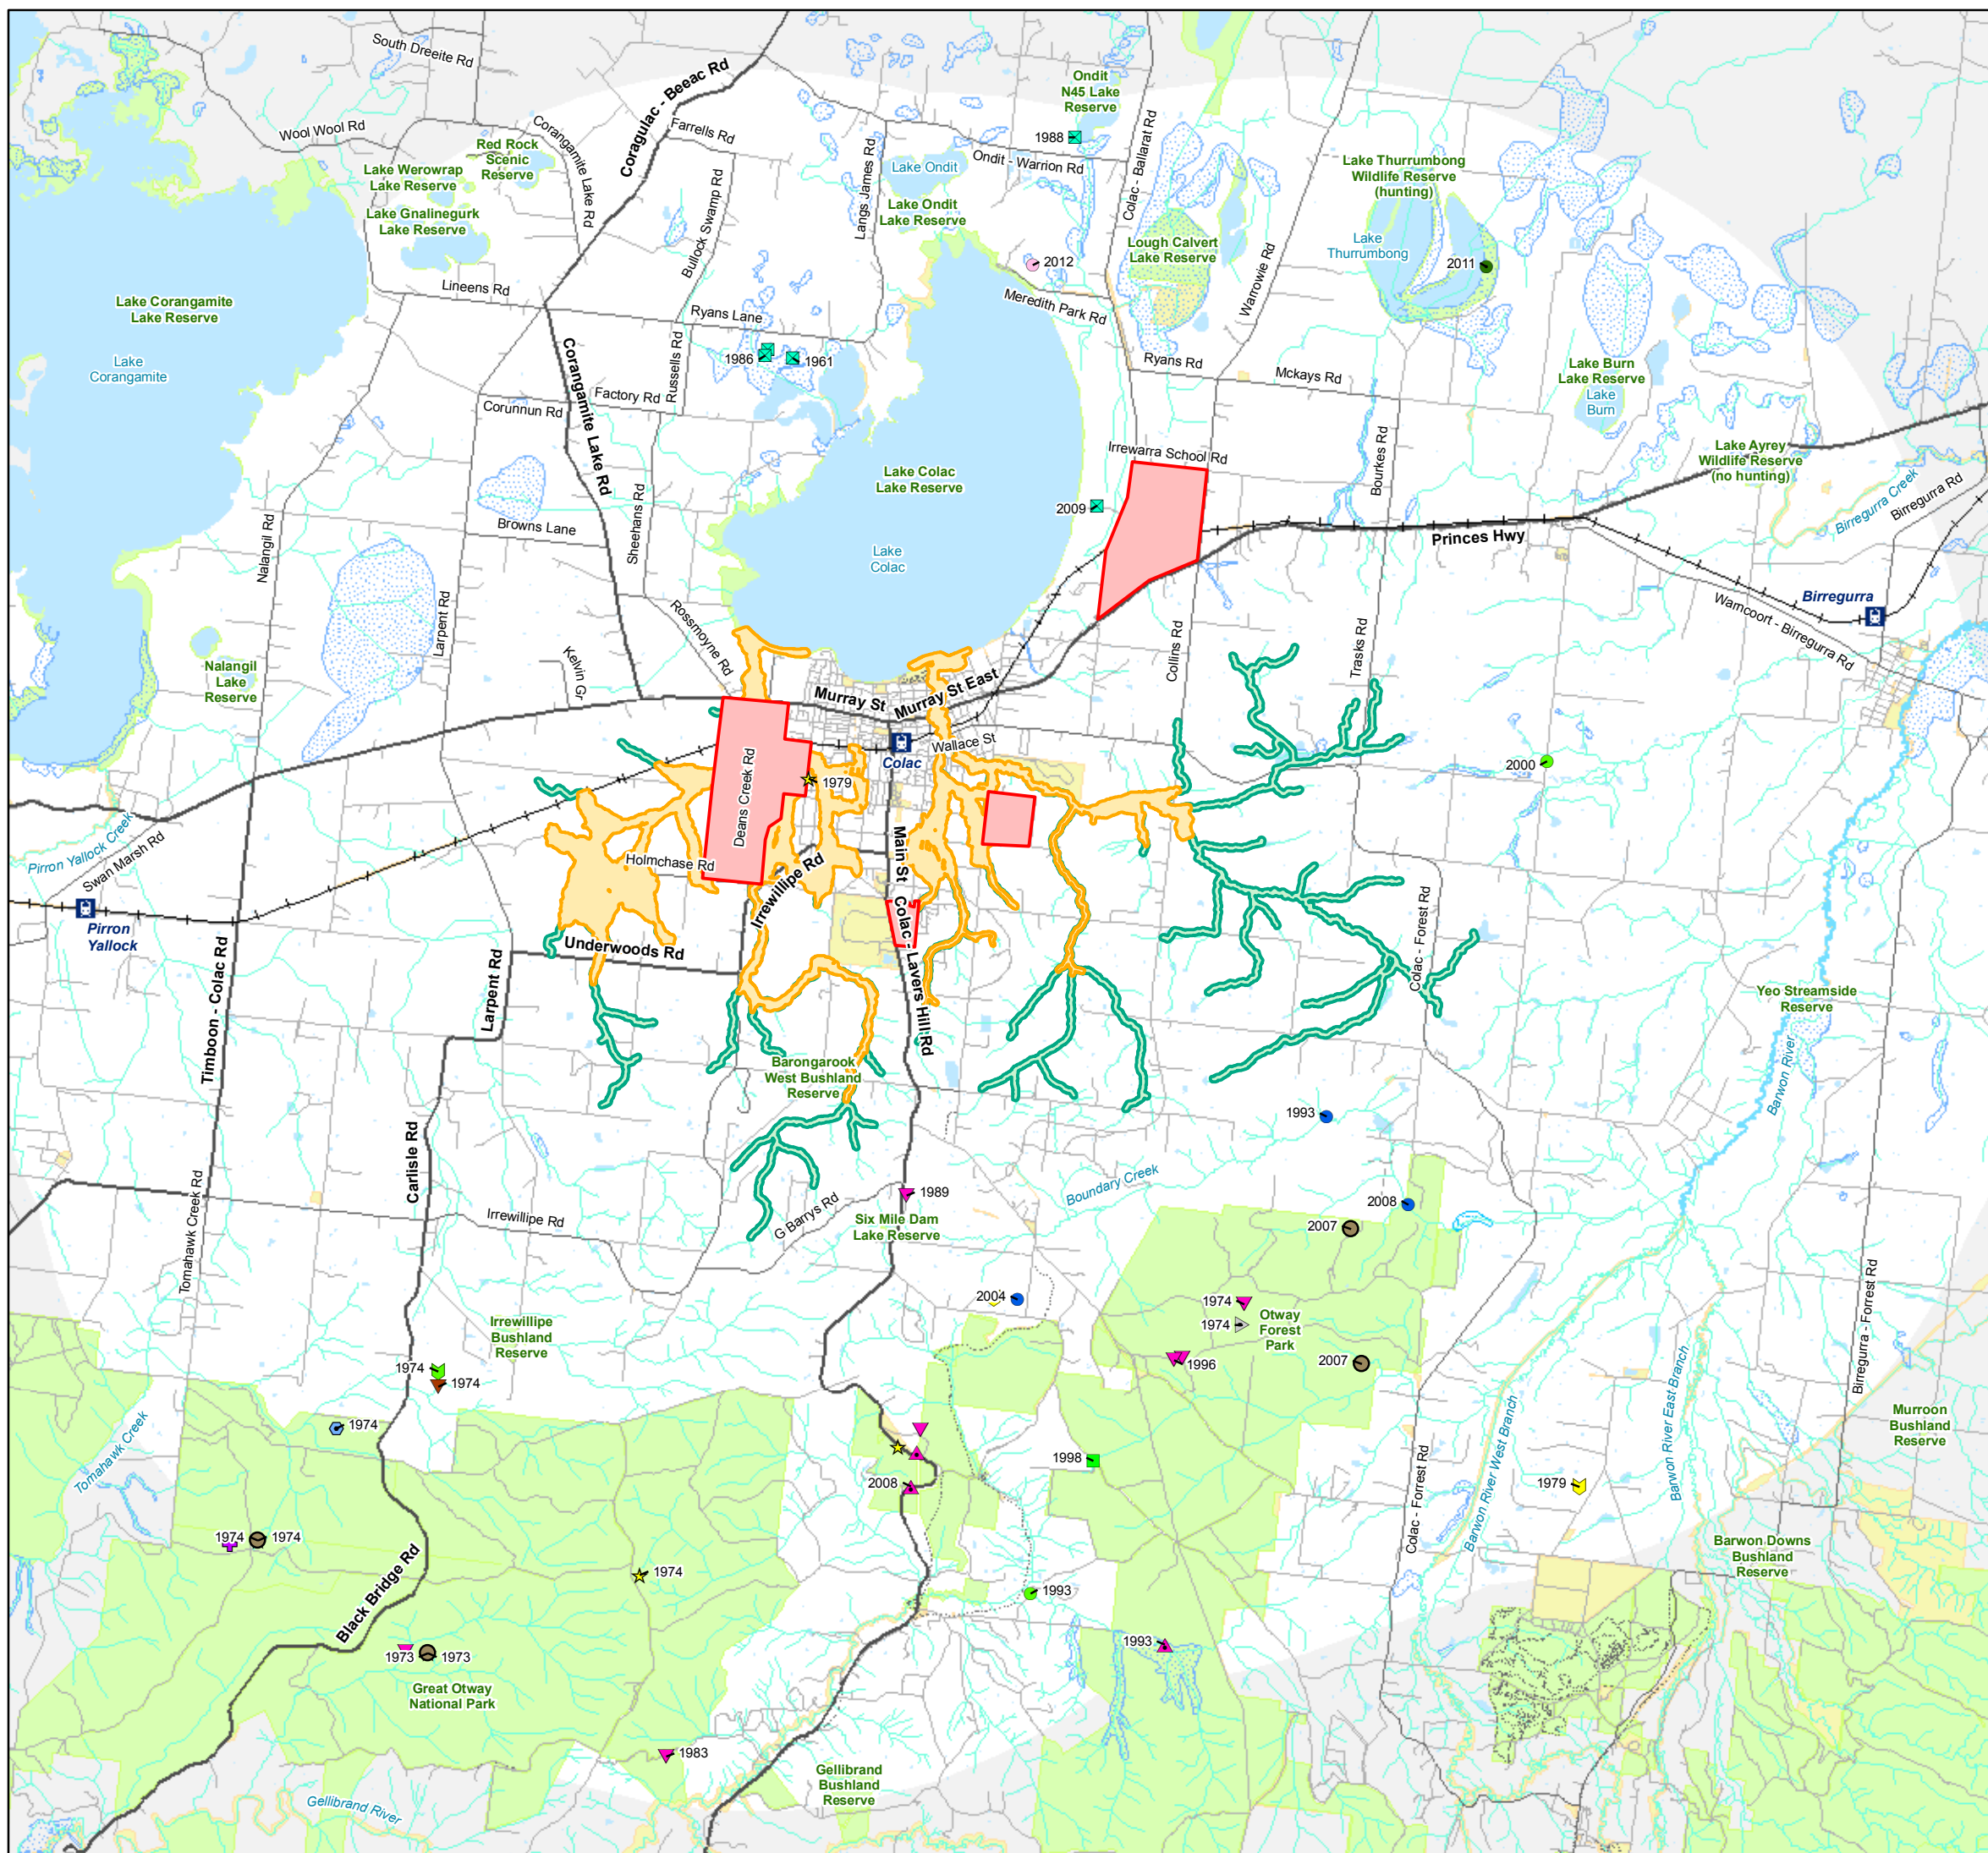 South Dreeite Rd
Coragulac - Beeac Rd
Ondit
N45 Lake
Reserve
Wool Wool Rd
Corangamite Lake Rd
Farrells Rd
1988
Colac - Ballarat Rd
Red Rock
Scenic
Reserve
Langs James Rd
Ondit - Warrion Rd
Lake Ondit
Lake Thurrumbong
Wildlife Reserve
(hunting)
Lake Werowrap
Lake Reserve
Bullock Swamp Rd
Lake Gnalinegurk
Lake Reserve
Lake Ondit
Lake Reserve
Lough Calvert
Lake Reserve
Lake
Thurrumbong
2012
2011
Warrowie Rd
Lineens Rd
Meredith Park Rd
Lake Corangamite
Lake Reserve
Ryans Lane
Russells Rd
1986
1961
Ryans Rd
Mckays Rd
Lake
Corangamite
Corangamite Lake Rd
Lake Burn
Lake Reserve
Lake
Burn
Factory Rd
Corunnun Rd
Bourkes Rd
Irrewarra School Rd
Lake Ayrey
Wildlife Reserve
(no hunting)
Lake Colac
Lake Reserve
Birregurra Creek
Birregurra Rd
2009
Browns Lane
Sheehans Rd
Nalangil Rd
Princes Hwy
Lake
Colac
Larpent Rd
Rossmoyne Rd
Birregurra
Warncoort - Birregurra Rd
Collins Rd
Trasks Rd
Nalangil
Lake
Reserve
Kelvin Gr
Murray St
Murray St East
Wallace St
Colac
2000
Deans Creek Rd
1979
Pirron Yallock Creek
Swan Marsh Rd
Main St
Holmchase Rd
Irrewillipe Rd
Colac - Forrest Rd
Pirron
Yallock
Underwoods Rd
Colac - Lavers Hill Rd
Timboon - Colac Rd
Larpent Rd
Yeo Streamside
Reserve
Barongarook
West Bushland
Reserve
Barwon River
1993
Carlisle Rd
Tomahawk Creek Rd
Boundary Creek
1989
2008
Irrewillipe Rd
G Barrys Rd
Six Mile Dam
Lake Reserve
2007
2004
1974
1974
Otway
Forest
Park
Irrewillipe
Bushland
Reserve
Birregurra - Forrest Rd
1974
1974
1996
2007
Barwon River East Branch
Barwon River West Branch
1974
Murroon
Bushland
Reserve
Tomahawk Creek
1998
2008
1979
Colac - Forrest Rd
1974
1974
Barwon Downs
Bushland
Reserve
1974
1993
Black Bridge Rd
1973
1973
1993
Great Otway
National Park
1983
Gellibrand
Bushland
Reserve
Gellibrand River